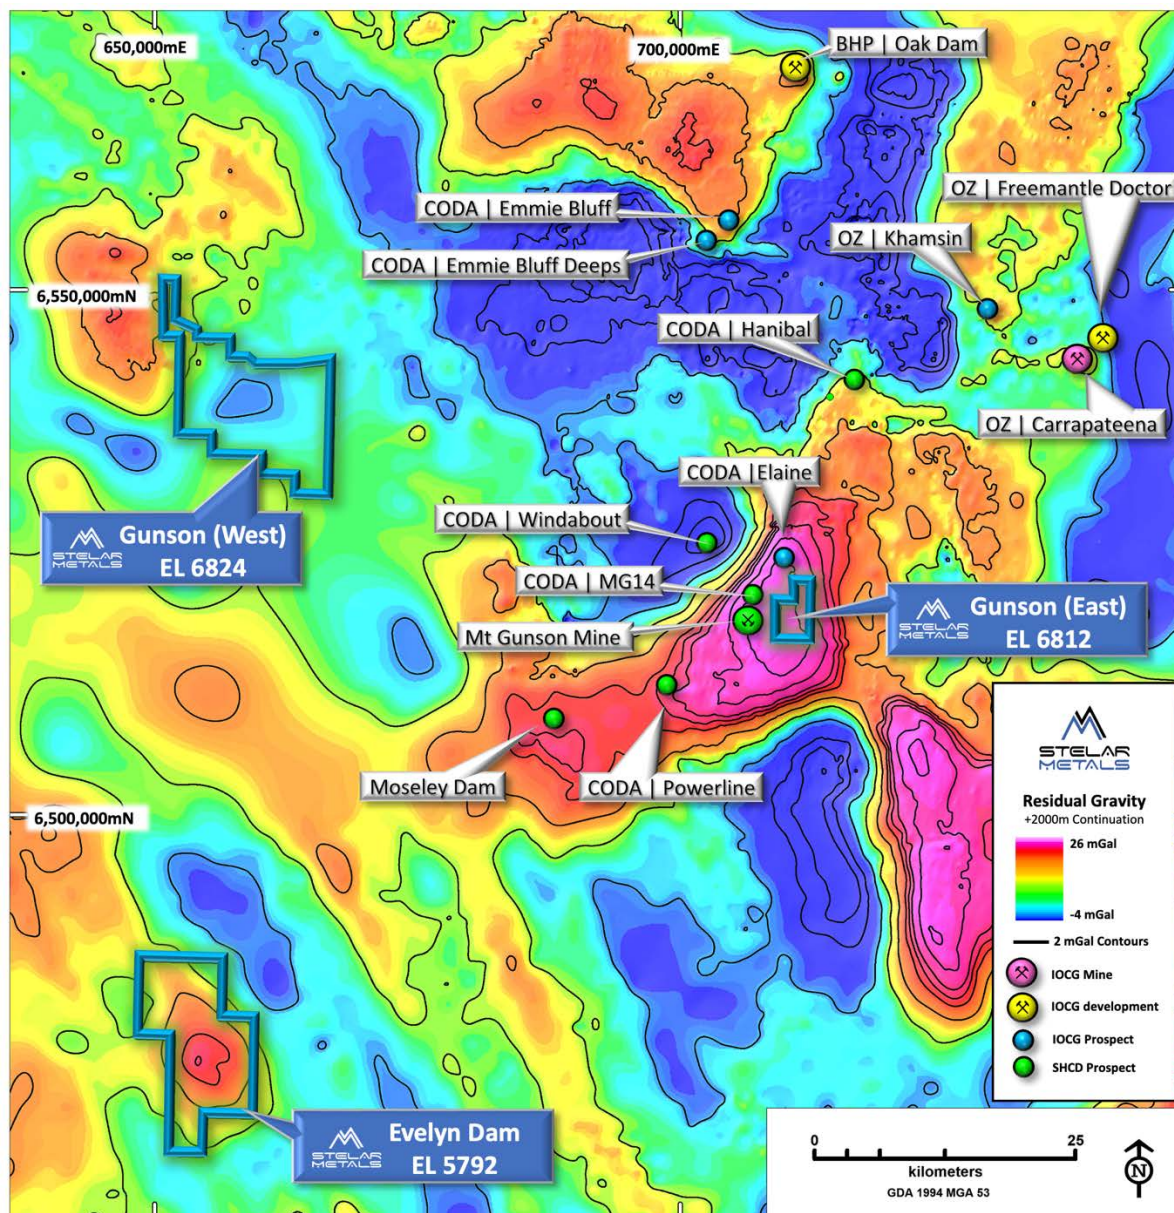 650,000mE
700,000mE
BHP | Oak Dam
OZ | Freemantle Doctor
CODA | Emmie Bluff
OZ | Khamsin
CODA | Emmie Bluff Deeps
6,550,000mN
CODA | Hanibal
OZ | Carrapateena
CODA |Elaine
CODA | Windabout
STELAR
METALS
Gunson (West)
EL 6824
CODA | MG14
Mt Gunson Mine
STELAR
METALS
Gunson (East)
EL 6812
Moseley Dam
CODA | Powerline
6,500,000mN
STELAR
METALS
Residual Gravity
+2000m Continuation
26 mGal
-4 mGal
2 mGal Contours
IOCG Mine
IOCG development
IOCG Prospect
SHCD Prospect
STELAR
METALS
Evelyn Dam
EL 5792
0
25
kilometers
GDA 1994 MGA 53
N